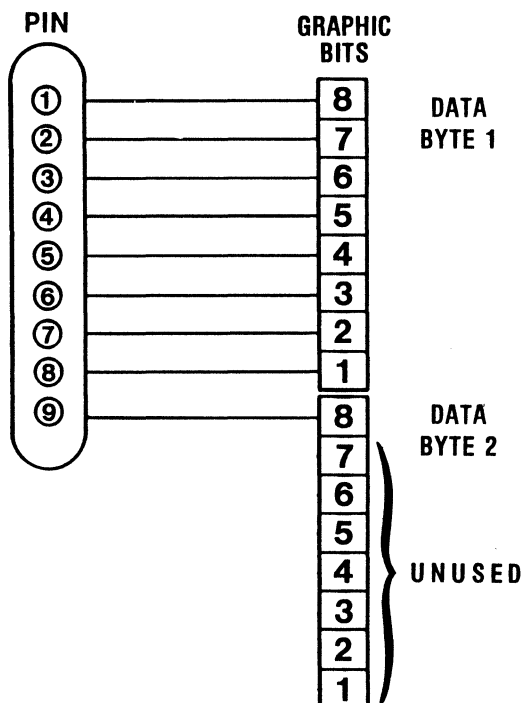 PIN
GRAPHIC
BITS
① 8 DATA
② 7 BYTE 1
③ 6
④ 5
⑤ 4
⑥ 3
⑦ 2
⑧ 1
⑨ 8 DATA
7 BYTE 2
6
5
4 UNUSED
3
2
1